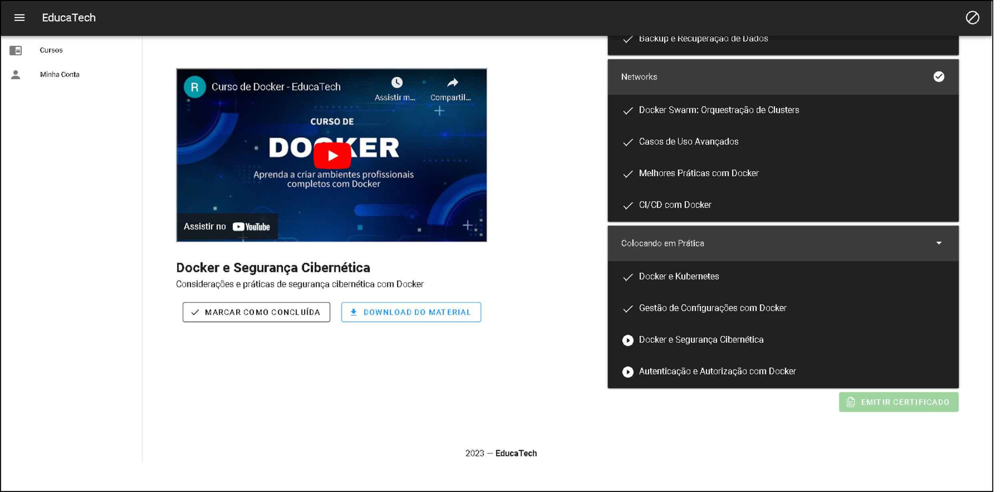 EducaTech
Cursos
Minha Conta
R
Curso de Docker - EducaTech
Assistir m...
Compartil...
CURSO DE
DOCKER
Aprenda a criar ambientes profissionais
completos com Docker
Assistir no YouTube
Docker e Segurança Cibernética
Considerações e práticas de segurança cibernética com Docker
MARCAR COMO CONCLUÍDA
DOWNLOAD DO MATERIAL
Backup e Recuperação de Dados
Networks
Docker Swarm: Orquestração de Clusters
Casos de Uso Avançados
Melhores Práticas com Docker
CI/CD com Docker
Colocando em Prática
Docker e Kubernetes
Gestão de Configurações com Docker
Docker e Segurança Cibernética
Autenticação e Autorização com Docker
EMITIR CERTIFICADO
2023 — EducaTech